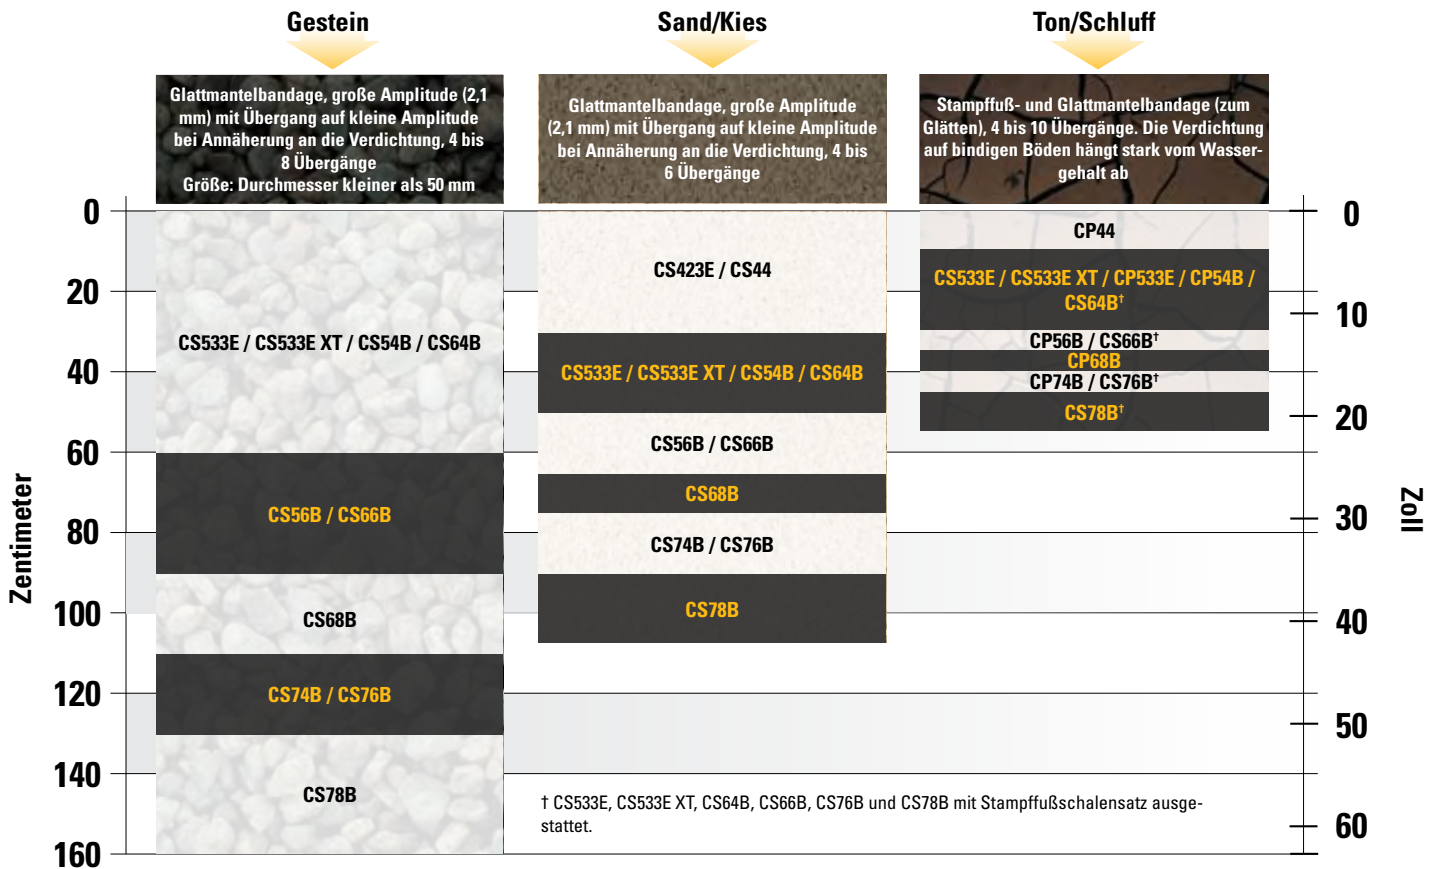 Gestein
Sand/Kies
Ton/Schluff
Glattmantelbandage, große Amplitude (2,1
mm) mit Übergang auf kleine Amplitude
bei Annäherung an die Verdichtung, 4 bis
8 Übergänge
Größe: Durchmesser kleiner als 50 mm
Glattmantelbandage, große Amplitude
(2,1 mm) mit Übergang auf kleine Amplitude
bei Annäherung an die Verdichtung, 4 bis
6 Übergänge
Stampffuß- und Glattmantelbandage (zum
Glätten), 4 bis 10 Übergänge. Die Verdichtung
auf bindigen Böden hängt stark vom Wasser-
gehalt ab
Zentimeter
0
20
40
60
80
100
120
140
160
CS533E / CS533E XT / CS54B / CS64B
CS56B / CS66B
CS68B
CS74B / CS76B
CS78B
CS423E / CS44
CS533E / CS533E XT / CS54B / CS64B
CS56B / CS66B
CS68B
CS74B / CS76B
CS78B
CP44
CS533E / CS533E XT / CP533E / CP54B /
CS64B†
CP56B / CS66B†
CP68B
CP74B / CS76B†
CS78B†
0
10
20
30
40
50
60
Zoll
† CS533E, CS533E XT, CS64B, CS66B, CS76B und CS78B mit Stampffußschalensatz ausge-
stattet.